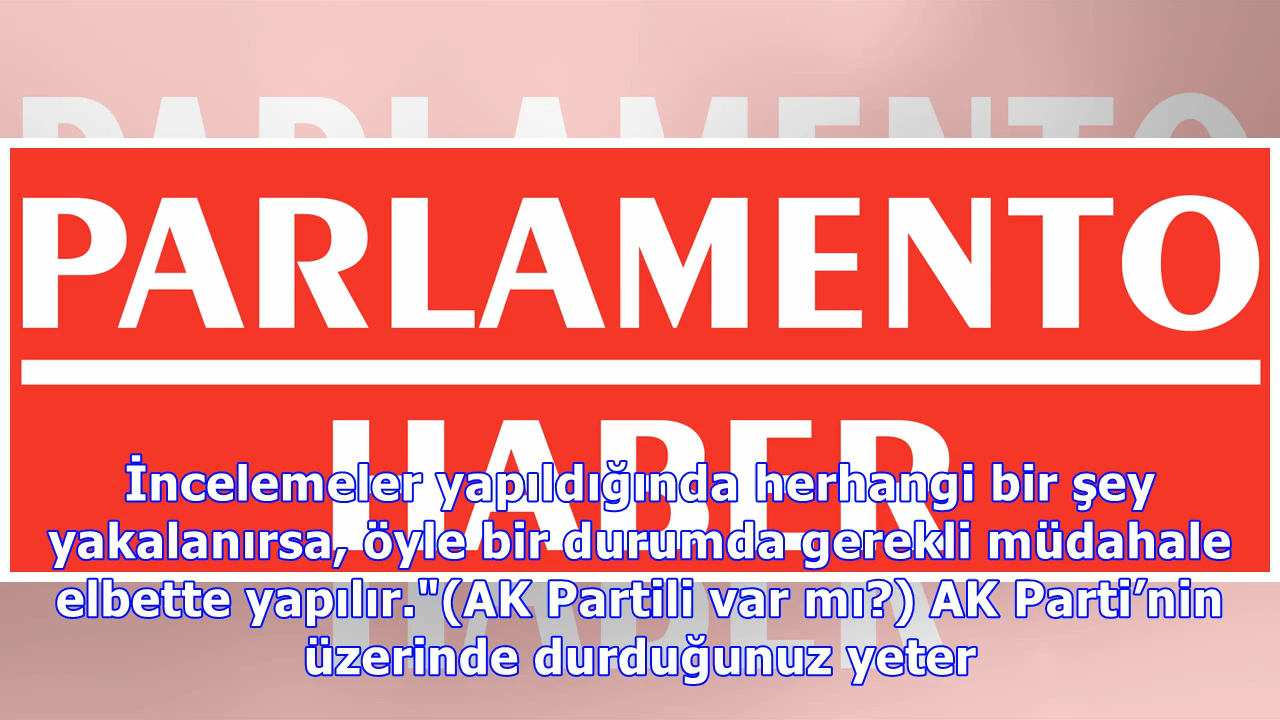 PARLAMENTO
PARLAMENTO
HABER
İncelemeler yapıldığında herhangi bir şey
yakalanırsa, öyle bir durumda gerekli müdahale
elbette yapılır."(AK Partili var mı?) AK Parti’nin
üzerinde durduğunuz yeter